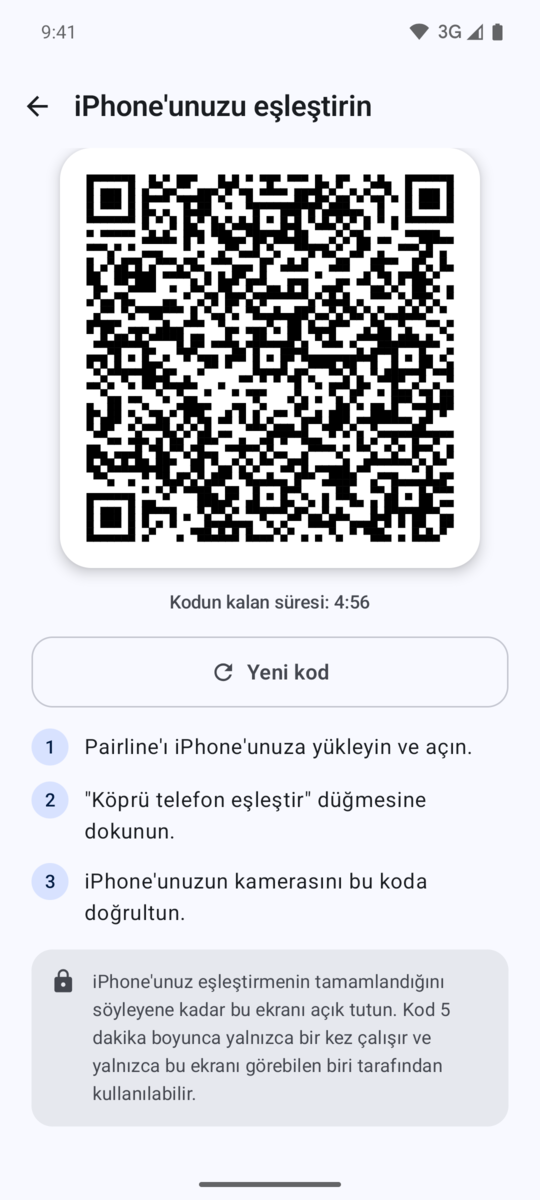 9:41
3G
iPhone'unuzu eşleştirin
Kodun kalan süresi: 4:56
Yeni kod
1 Pairline'ı iPhone'unuza yükleyin ve açın.
2 "Köprü telefon eşleştir" düğmesine
dokunun.
3 iPhone'unuzun kamerasını bu koda
doğrultun.
iPhone'unuz eşleştirmenin tamamlandığını
söyleyene kadar bu ekranı açık tutun. Kod 5
dakika boyunca yalnızca bir kez çalışır ve
yalnızca bu ekranı görebilen biri tarafından
kullanılabilir.